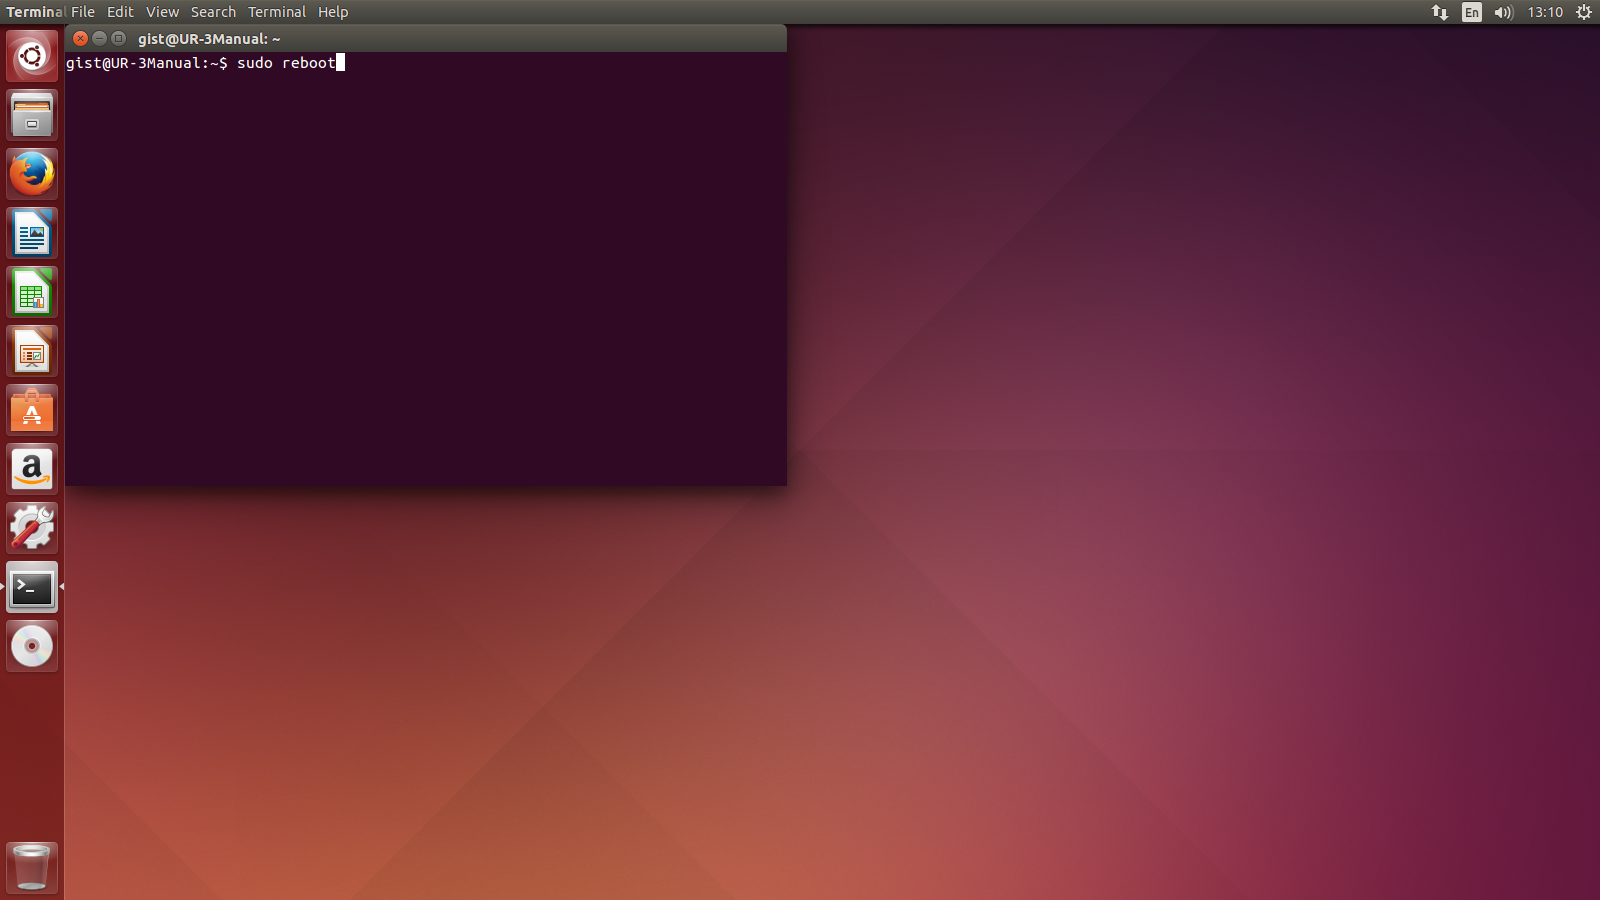 Terminal File Edit View Search Terminal Help
En 13:10
gist@UR-3Manual: ~
gist@UR-3Manual:~$ sudo reboot